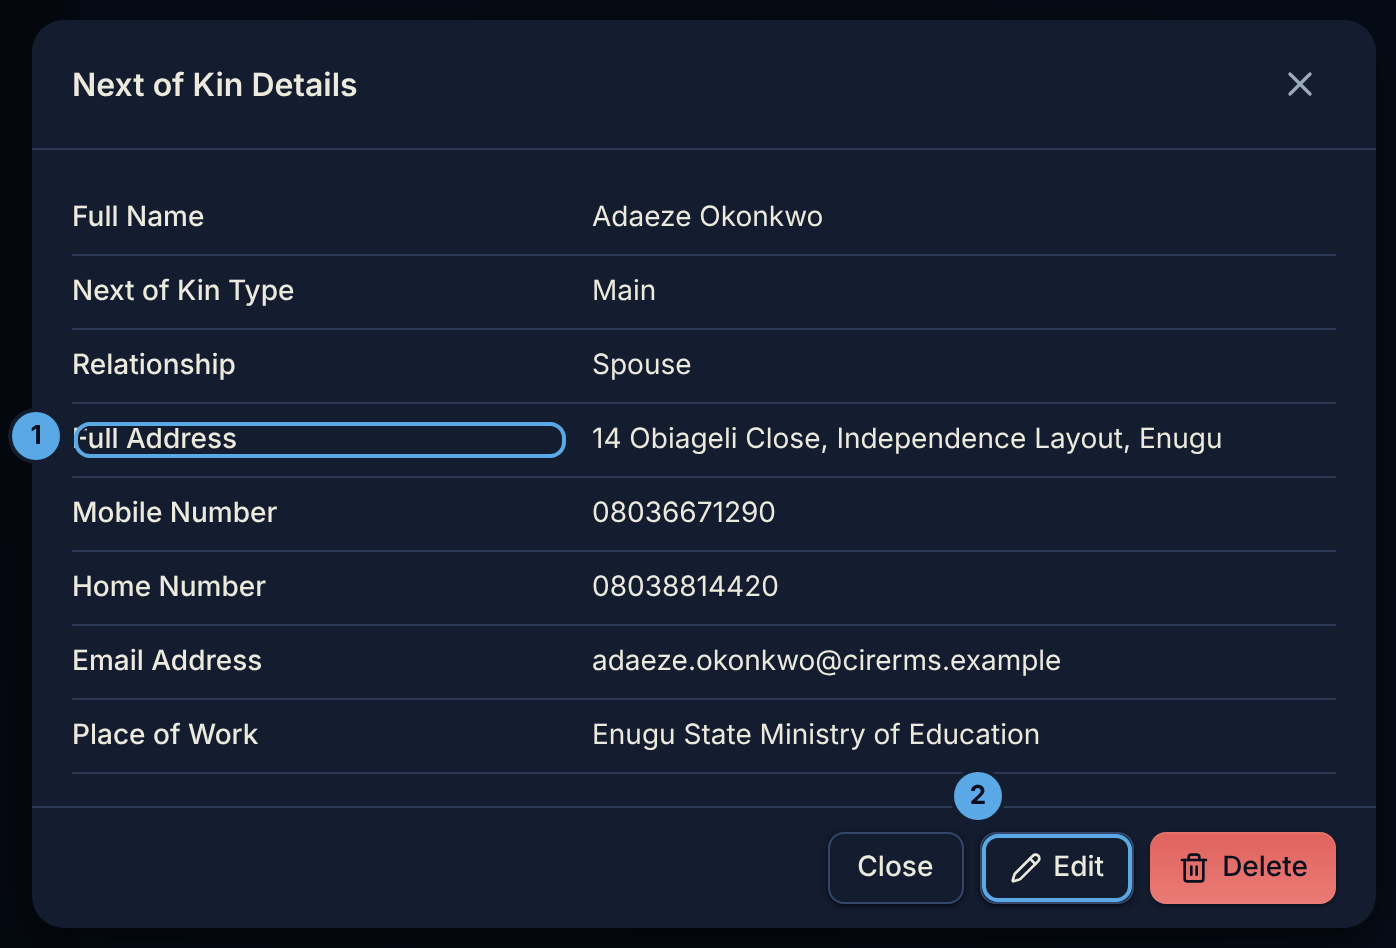 Next of Kin Details
Full Name Adaeze Okonkwo
Next of Kin Type Main
Relationship Spouse
1 Full Address 14 Obiageli Close, Independence Layout, Enugu
Mobile Number 08036671290
Home Number 08038814420
Email Address adaeze.okonkwo@cirerms.example
Place of Work Enugu State Ministry of Education
2
Close Edit Delete